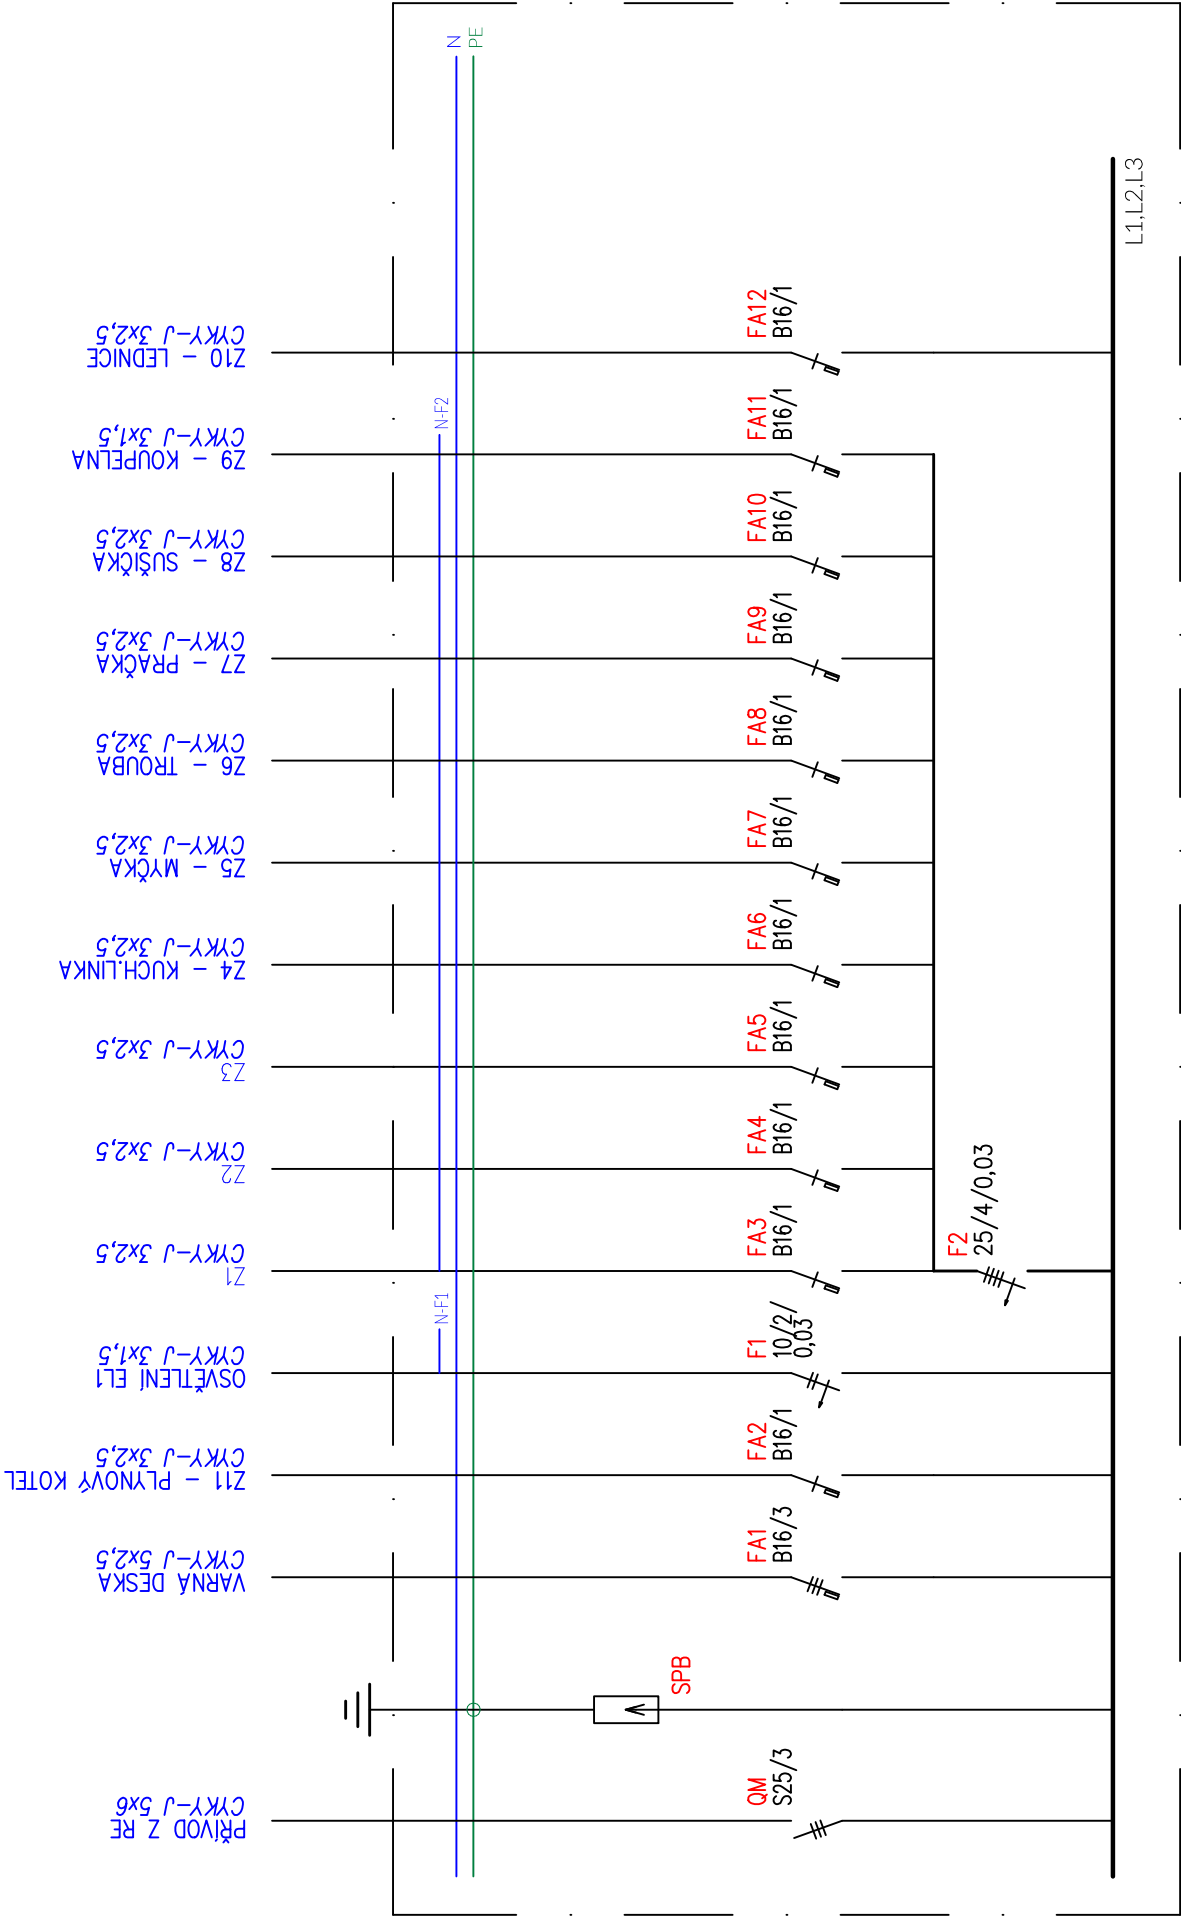 N
PE
L1,L2,L3
Z10 – LEDNICE
CYKY-J 3x2,5
FA12
B16/1
N-F2
Z9 – KOUPELNA
CYKY-J 3x1,5
FA11
B16/1
Z8 – SUŠIČKA
CYKY-J 3x2,5
FA10
B16/1
Z7 – PRAČKA
CYKY-J 3x2,5
FA9
B16/1
Z6 – TROUBA
CYKY-J 3x2,5
FA8
B16/1
Z5 – MYČKA
CYKY-J 3x2,5
FA7
B16/1
Z4 – KUCH.LINKA
CYKY-J 3x2,5
FA6
B16/1
Z3
CYKY-J 3x2,5
FA5
B16/1
Z2
CYKY-J 3x2,5
FA4
B16/1
Z1
CYKY-J 3x2,5
FA3
B16/1
F2
25/4/0,03
N-F1
OSVĚTLENÍ EL1
CYKY-J 3x1,5
F1
10/2/
0,03
Z11 – PLYNOVÝ KOTEL
CYKY-J 3x2,5
FA2
B16/1
VARNÁ DESKA
CYKY-J 5x2,5
FA1
B16/3
SPB
PŘÍVOD Z RE
CYKY-J 5x6
QM
S25/3